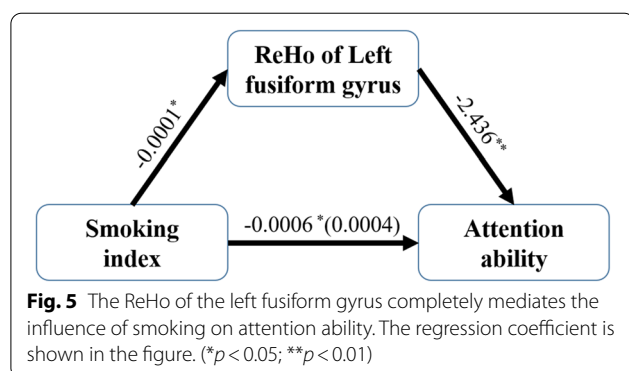 ReHo of Left
fusiform gyrus
-0.0001*
-2.436**
-0.0006 *(0.0004)
Smoking
index
Attention
ability
Fig. 5 The ReHo of the left fusiform gyrus completely mediates the
influence of smoking on attention ability. The regression coefficient is
shown in the figure. (*p < 0.05; **p < 0.01)